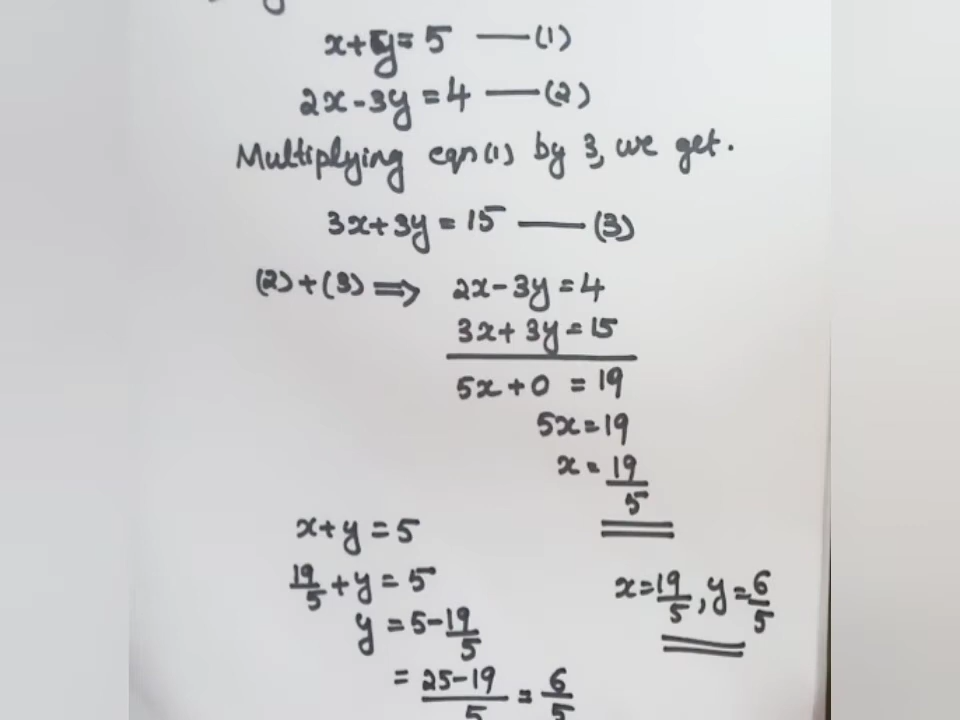 x+y=5 —(1)
2x-3y=4 —(2)
Multiplying eqn(1) by 3, we get.
3x+3y=15 —(3)
(2)+(3) ⟹ 2x-3y=4
3x+3y=15
5x+0=19
5x=19
x=19/5
x+y=5
19/5+y=5
y=5-19/5
=25-19/5=6/5
x=19/5, y=6/5